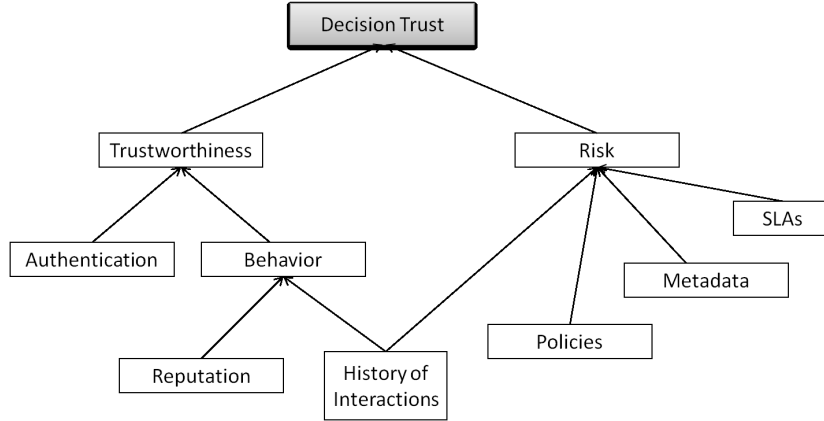 Decision Trust
Trustworthiness
Risk
SLAs
Authentication
Behavior
Metadata
Policies
Reputation
History of
Interactions